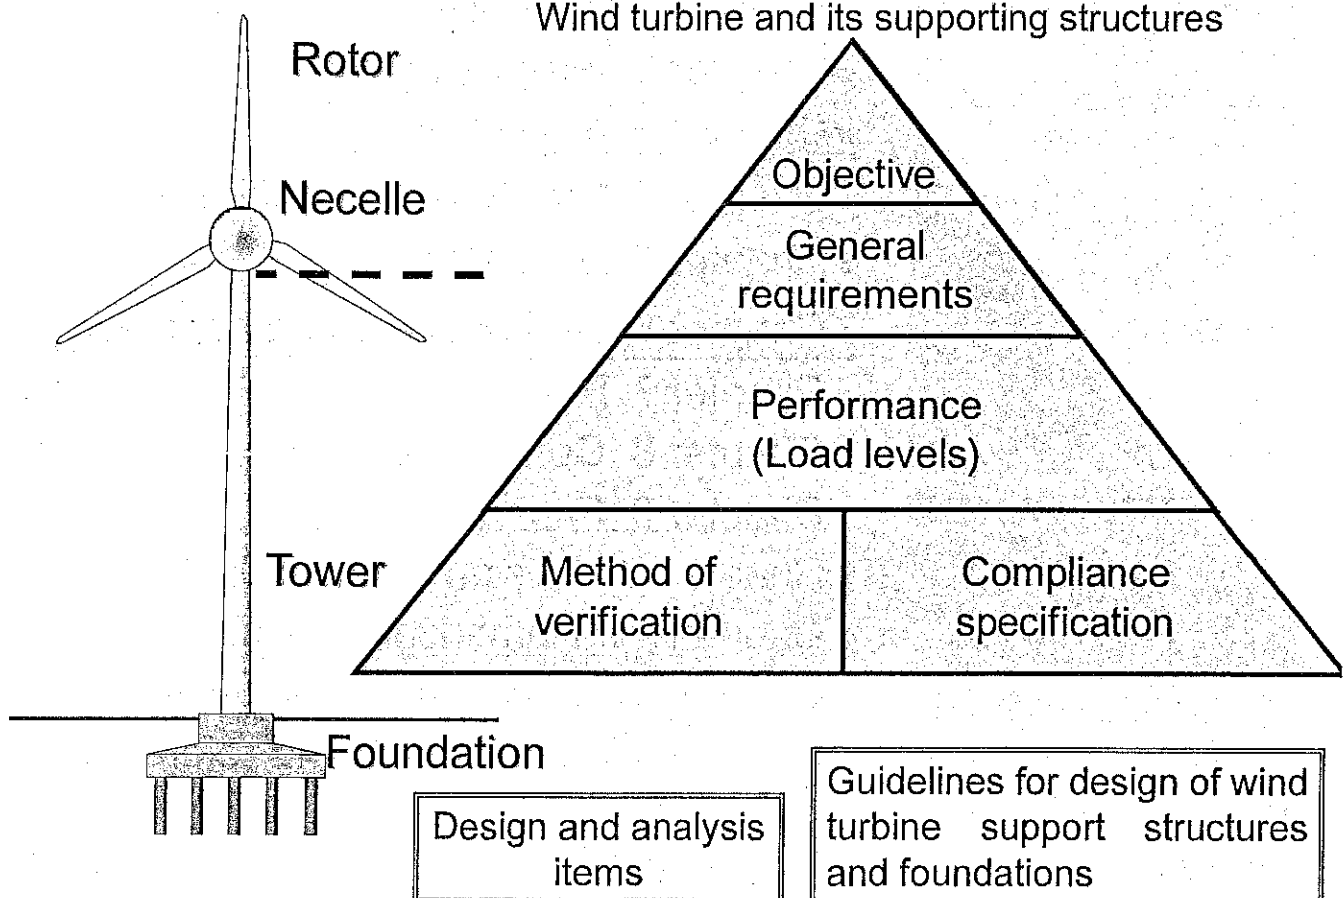 Wind turbine and its supporting structures
Rotor
Necelle
Tower
Foundation
Objective
General
requirements
Performance
(Load levels)
Method of
verification
Compliance
specification
Design and analysis
items
Guidelines for design of wind
turbine support structures
and foundations